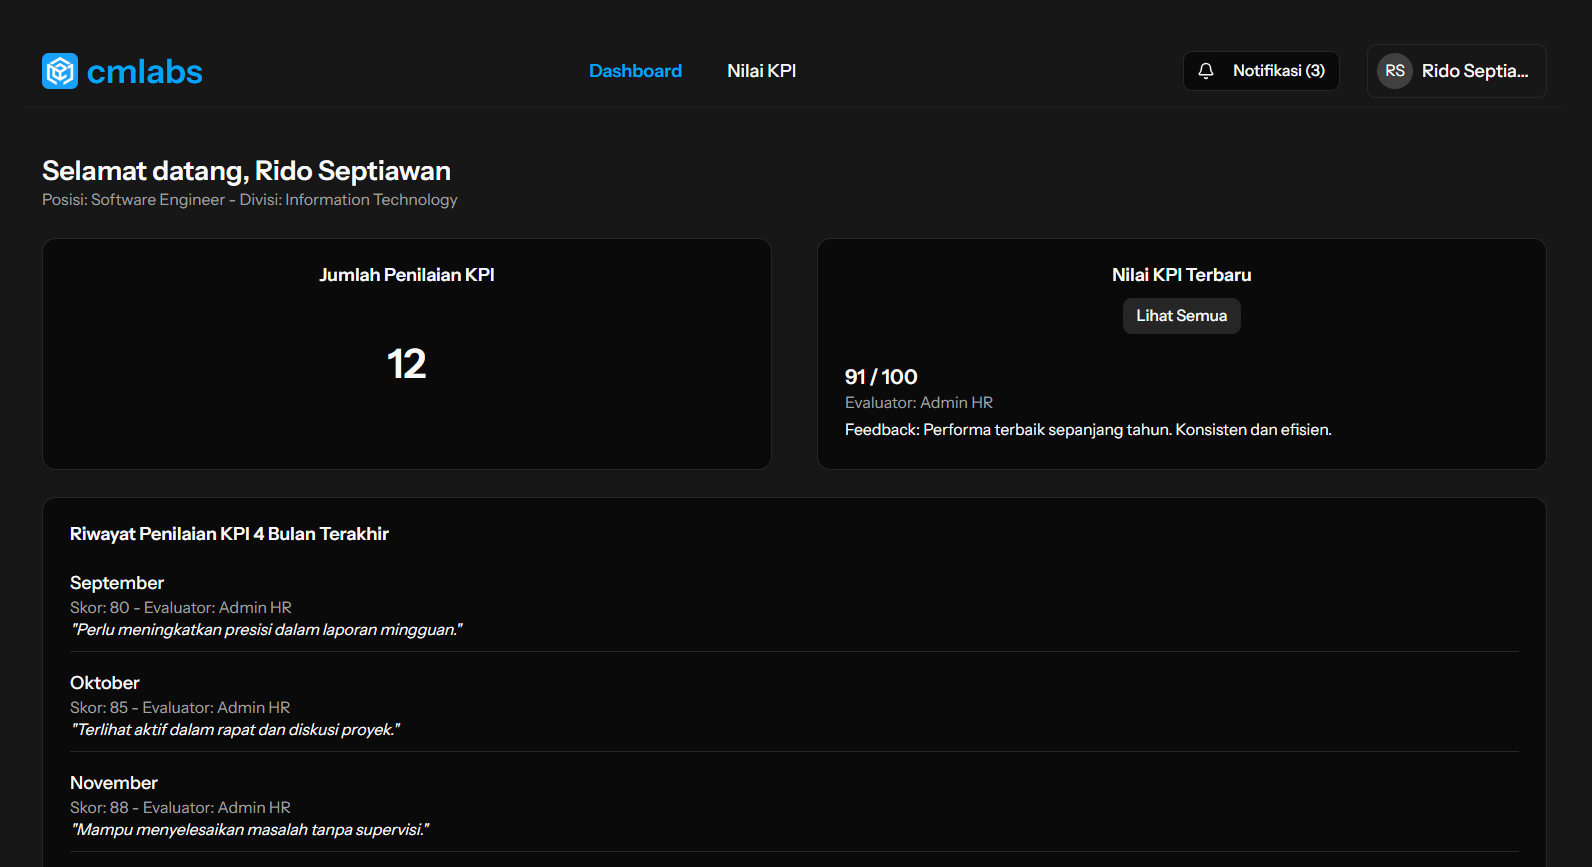 cmlabs
Dashboard
Nilai KPI
Notifikasi (3)
RS
Rido Septia...
Selamat datang, Rido Septiawan
Posisi: Software Engineer - Divisi: Information Technology
Jumlah Penilaian KPI
12
Nilai KPI Terbaru
Lihat Semua
91 / 100
Evaluator: Admin HR
Feedback: Performa terbaik sepanjang tahun. Konsisten dan efisien.
Riwayat Penilaian KPI 4 Bulan Terakhir
September
Skor: 80 - Evaluator: Admin HR
"Perlu meningkatkan presisi dalam laporan mingguan."
Oktober
Skor: 85 - Evaluator: Admin HR
"Terlihat aktif dalam rapat dan diskusi proyek."
November
Skor: 88 - Evaluator: Admin HR
"Mampu menyelesaikan masalah tanpa supervisi."